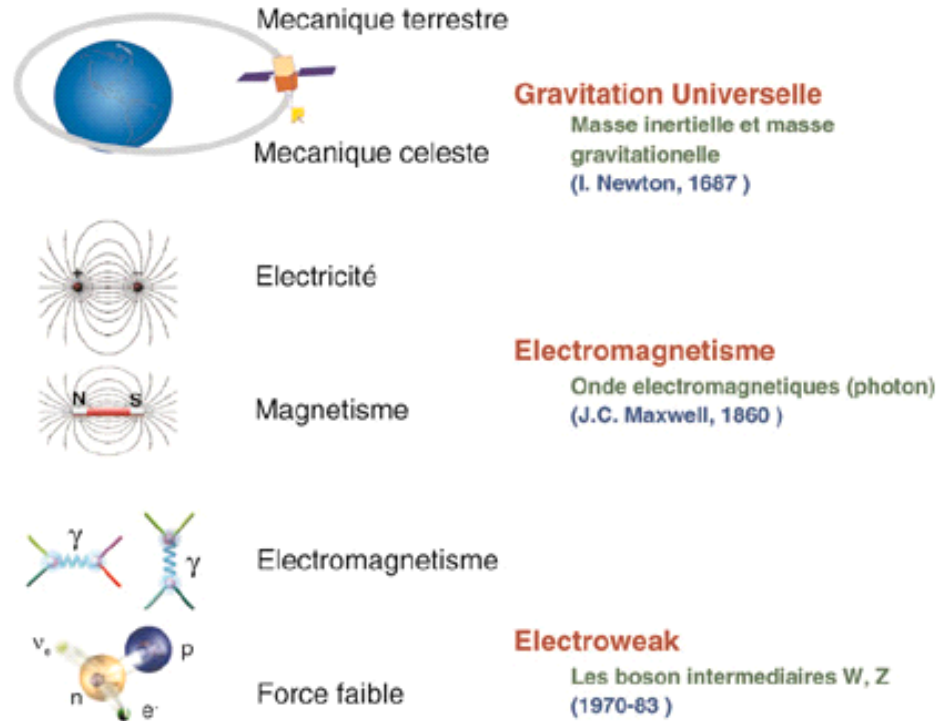 Mecanique terrestre
Gravitation Universelle
Masse inertielle et masse
gravitationelle
Mecanique celeste
(I. Newton, 1687 )
+ -
Electricité
Electromagnetisme
Onde electromagnetiques (photon)
N S
Magnetisme
(J.C. Maxwell, 1860 )
γ
γ
Electromagnetisme
Electroweak
νe
p
Les boson intermediaires W, Z
n
Force faible
(1970-83 )
e-